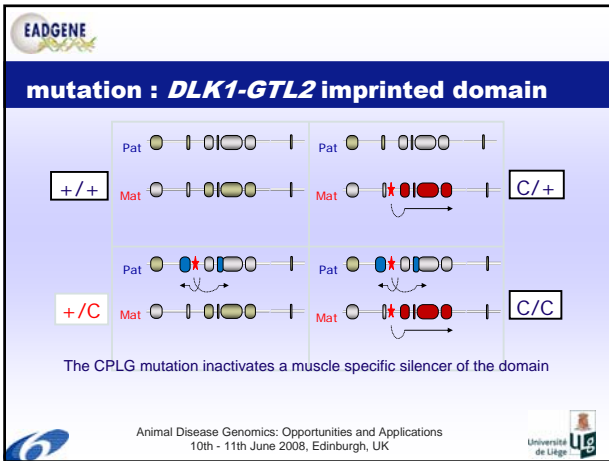 EADGENE
mutation : DLK1-GTL2 imprinted domain
Pat
Pat
+/+
Mat
Mat
C/+
Pat
Pat
+/C
Mat
Mat
C/C
The CPLG mutation inactivates a muscle specific silencer of the domain
Animal Disease Genomics: Opportunities and Applications
10th - 11th June 2008, Edinburgh, UK
6
Université
de Liège